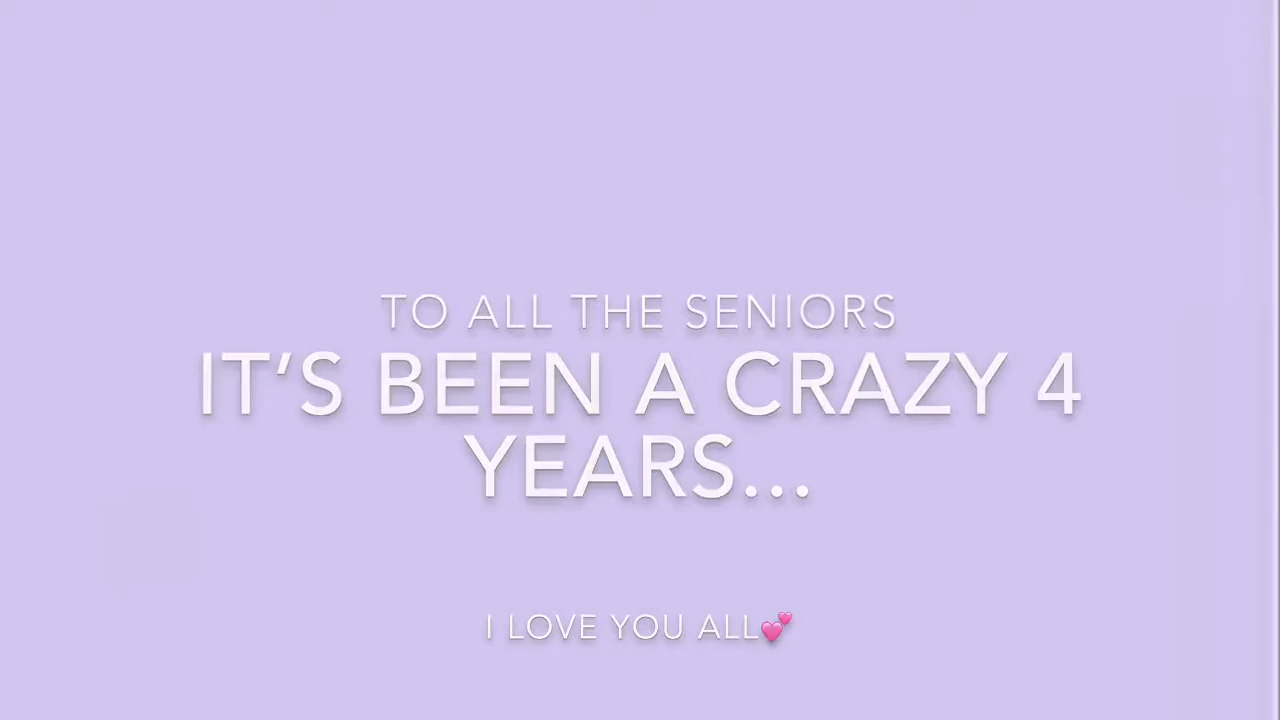 TO ALL THE SENIORS
IT’S BEEN A CRAZY 4
YEARS...
I LOVE YOU ALL💕